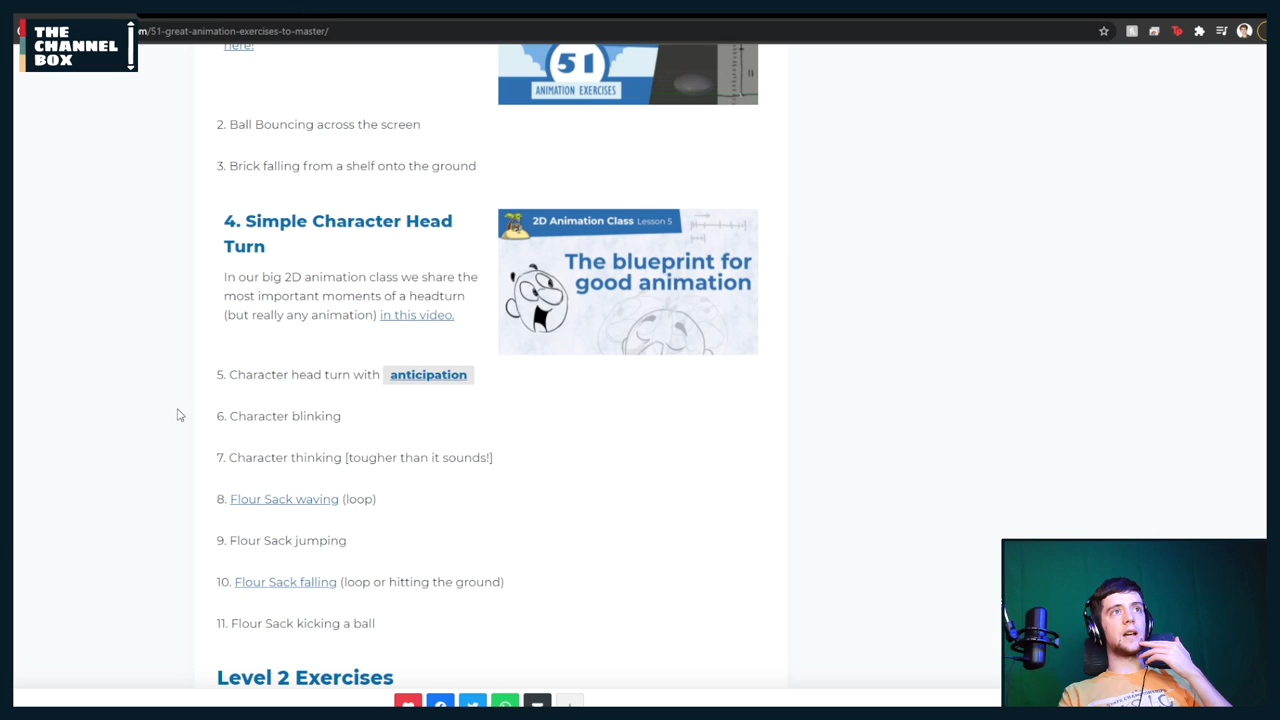 THE
CHANNEL
BOX
m/51-great-animation-exercises-to-master/
here!
51
ANIMATION EXERCISES
2. Ball Bouncing across the screen
3. Brick falling from a shelf onto the ground
4. Simple Character Head
Turn
In our big 2D animation class we share the
most important moments of a headturn
(but really any animation) in this video.
2D Animation Class Lesson 5
The blueprint for
good animation
5. Character head turn with anticipation
6. Character blinking
7. Character thinking [tougher than it sounds!]
8. Flour Sack waving (loop)
9. Flour Sack jumping
10. Flour Sack falling (loop or hitting the ground)
11. Flour Sack kicking a ball
Level 2 Exercises